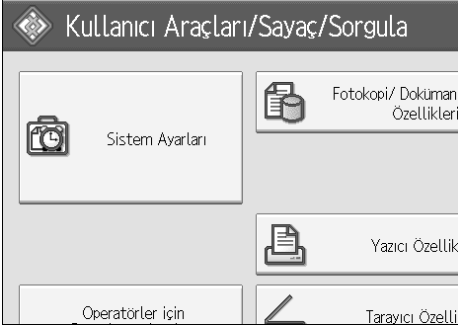 Kullanıcı Araçları/Sayaç/Sorgula
Fotokopi/ Doküman
Özellikleri
Sistem Ayarları
Yazıcı Özellik
Operatörler için
Tarayıcı Özelli